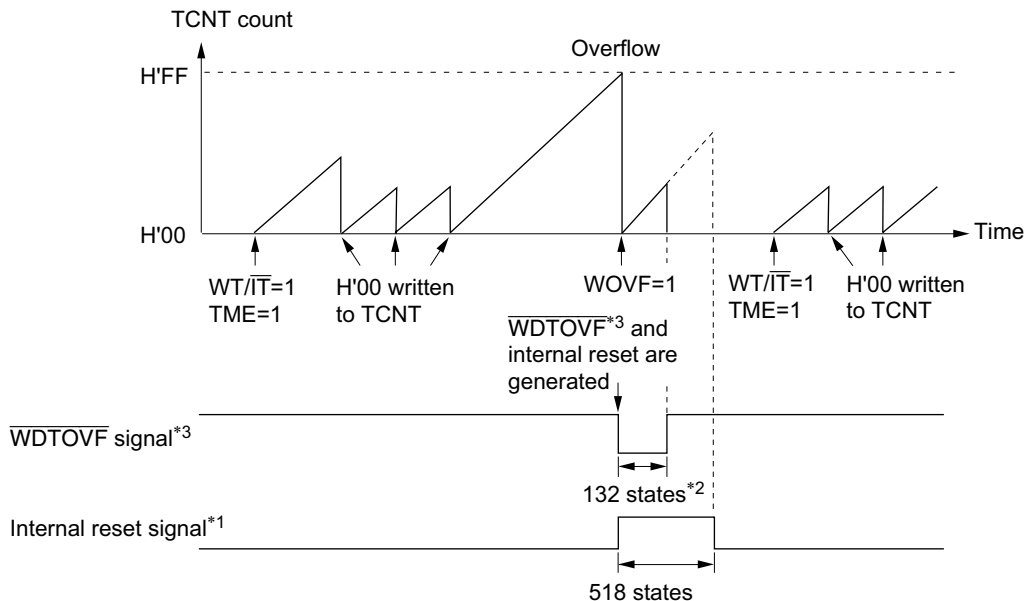 TCNT count
Overflow
H'FF
H'00
Time
WT/IT=1
TME=1
H'00 written
to TCNT
WOVF=1
WT/IT=1
TME=1
H'00 written
to TCNT
WDTOVF*3 and
internal reset are
generated
WDTOVF signal*3
132 states*2
Internal reset signal*1
518 states